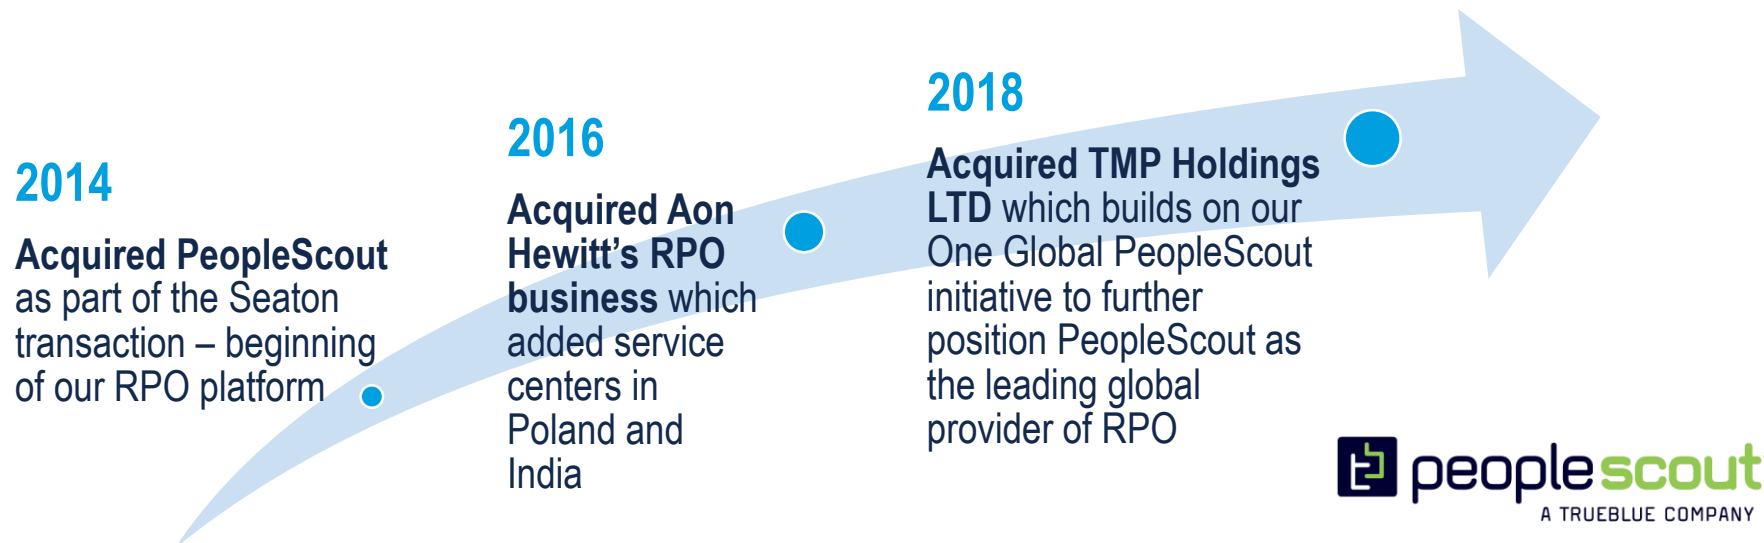 2014
Acquired PeopleScout
as part of the Seaton
transaction – beginning
of our RPO platform
2016
Acquired Aon
Hewitt’s RPO
business which
added service
centers in
Poland and
India
2018
Acquired TMP Holdings
LTD which builds on our
One Global PeopleScout
initiative to further
position PeopleScout as
the leading global
provider of RPO
peoplescout
A TRUEBLUE COMPANY